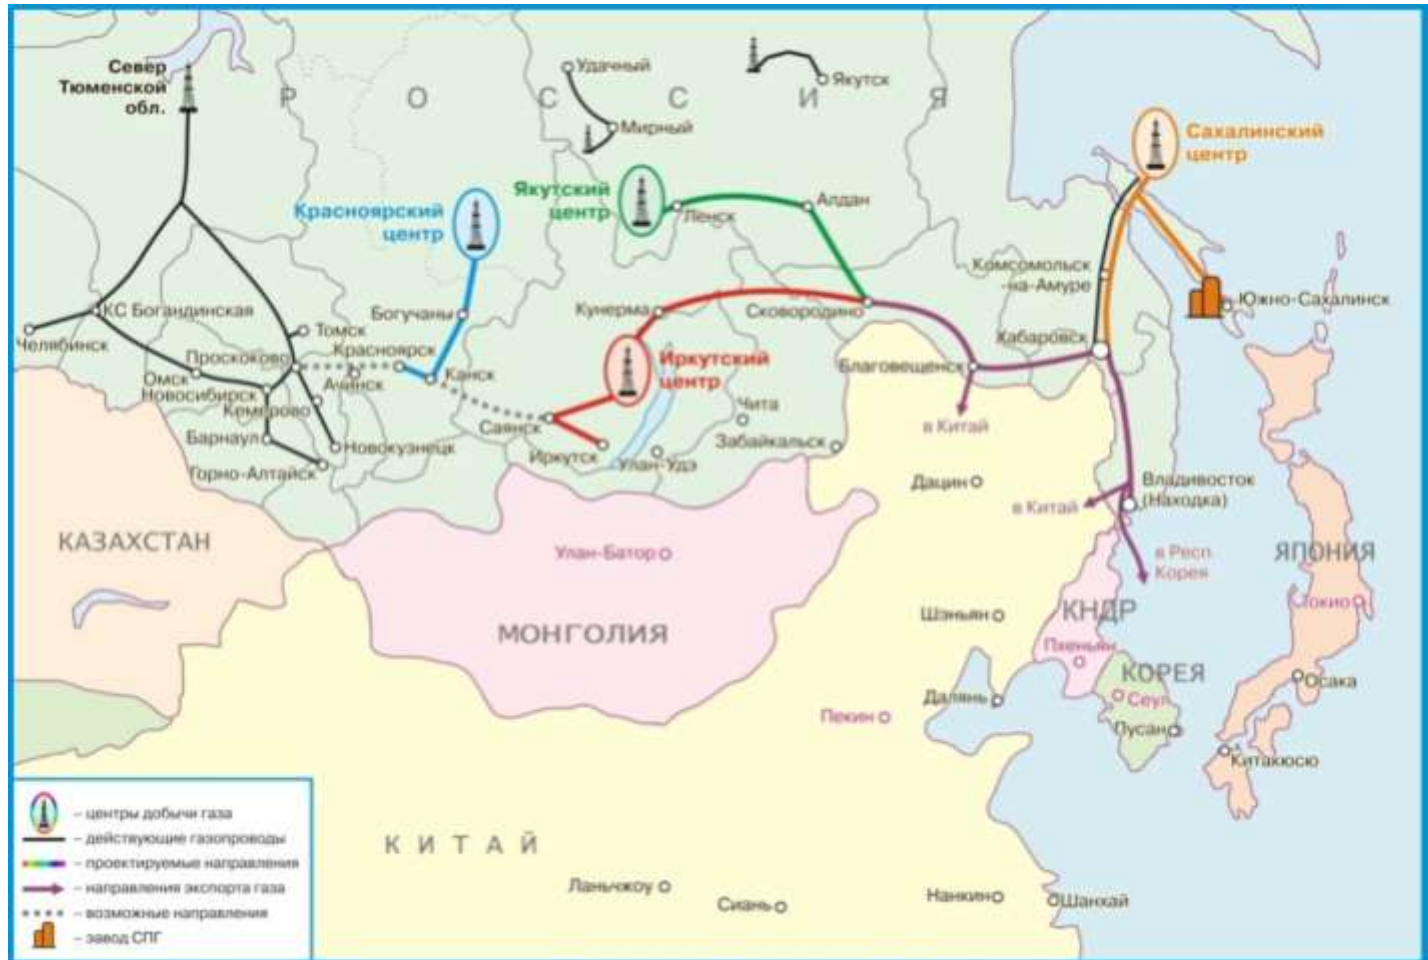 Север
Тюменской
обл.
Удачный
Якутск
РОССИЯ
Мирный
Сахалинский
центр
Якутский
центр
Красноярский
центр
Ленск
Алдан
Комсомольск
-на-Амуре
Южно-Сахалинск
КС Богандинская
Богучаны
Кунерма
Сковородино
Челябинск
Томск
Хабаровск
Проскоково
Красноярск
Иркутский
центр
Благовещенск
Омск
Ачинск
Канск
Новосибирск
Кемерово
Чита
Саянск
в Китай
Барнаул
Новокузнецк
Иркутск
Улан-Удэ
Забайкальск
Горно-Алтайск
Дацин
Владивосток
(Находка)
в Китай
КАЗАХСТАН
Улан-Батор
в Респ.
Корея
ЯПОНИЯ
Токио
Шэньян
КНДР
МОНГОЛИЯ
Пхеньян
КОРЕЯ
Осака
Далянь
Сеул
Пекин
Пусан
Китакюсю
– центры добычи газа
– действующие газопроводы
– проектируемые направления
– направления экспорта газа
– возможные направления
– завод СПГ
КИТАЙ
Ланьчжоу
Сиань
Нанкин
Шанхай